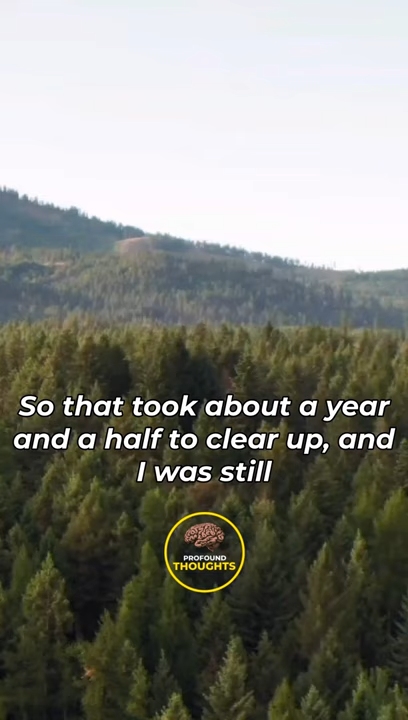 So that took about a year
and a half to clear up, and
I was still
PROFOUND
THOUGHTS